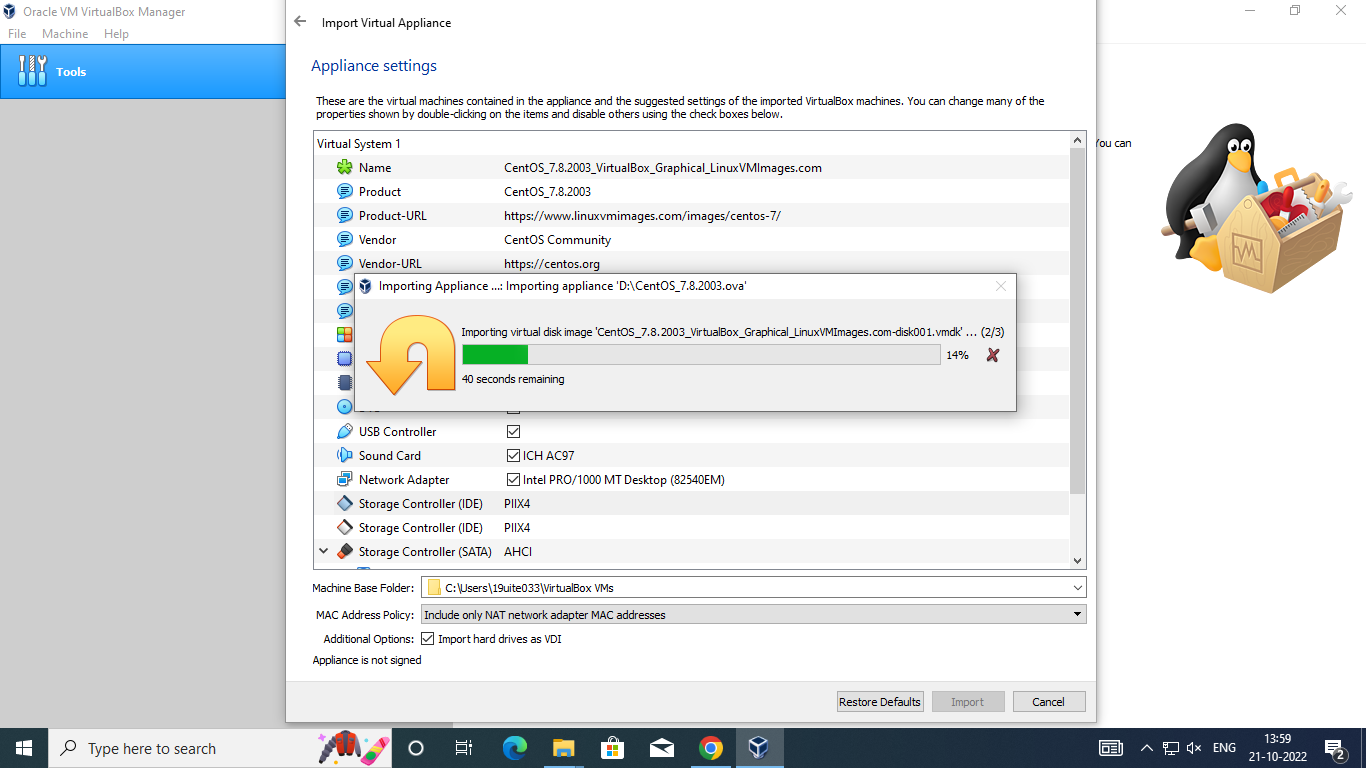 Oracle VM VirtualBox Manager
File Machine Help
Tools
Import Virtual Appliance
Appliance settings
These are the virtual machines contained in the appliance and the suggested settings of the imported VirtualBox machines. You can change many of the
properties shown by double-clicking on the items and disable others using the check boxes below.
You can
Virtual System 1
Name CentOS_7.8.2003_VirtualBox_Graphical_LinuxVMImages.com
Product CentOS_7.8.2003
Product-URL https://www.linuxvmimages.com/images/centos-7/
Vendor CentOS Community
Vendor-URL https://centos.org
Importing Appliance ...: Importing appliance 'D:\CentOS_7.8.2003.ova'
Importing virtual disk image 'CentOS_7.8.2003_VirtualBox_Graphical_LinuxVMImages.com-disk001.vmdk' ... (2/3)
14%
40 seconds remaining
USB Controller
Sound Card ICH AC97
Network Adapter Intel PRO/1000 MT Desktop (82540EM)
Storage Controller (IDE) PIIX4
Storage Controller (IDE) PIIX4
Storage Controller (SATA) AHCI
Machine Base Folder: C:\Users\19uite033\VirtualBox VMs
MAC Address Policy: Include only NAT network adapter MAC addresses
Additional Options: Import hard drives as VDI
Appliance is not signed
Restore Defaults Import Cancel
Type here to search
ENG
13:59
21-10-2022
2